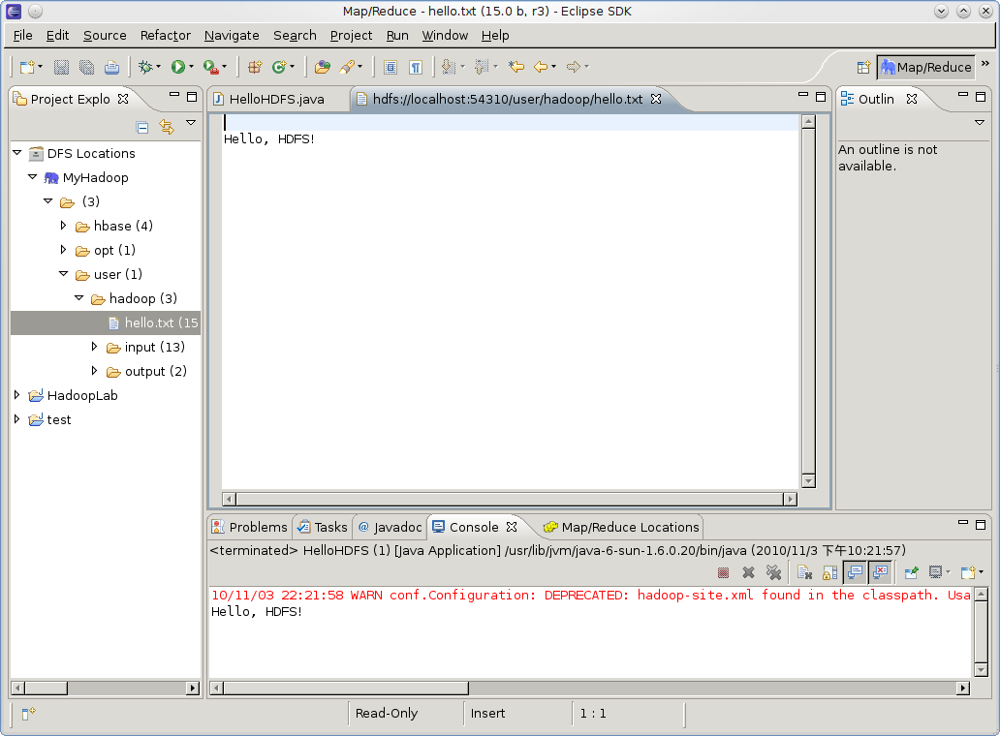 Map/Reduce - hello.txt (15.0 b, r3) - Eclipse SDK
File Edit Source Refactor Navigate Search Project Run Window Help
Map/Reduce »
Project Explo
HelloHDFS.java
hdfs://localhost:54310/user/hadoop/hello.txt
Outlin
DFS Locations
MyHadoop
(3)
hbase (4)
opt (1)
user (1)
hadoop (3)
hello.txt (15
input (13)
output (2)
HadoopLab
test
Hello, HDFS!
An outline is not
available.
Problems Tasks @ Javadoc Console Map/Reduce Locations
<terminated> HelloHDFS (1) [Java Application] /usr/lib/jvm/java-6-sun-1.6.0.20/bin/java (2010/11/3 下午10:21:57)
10/11/03 22:21:58 WARN conf.Configuration: DEPRECATED: hadoop-site.xml found in the classpath. Usa
Hello, HDFS!
Read-Only Insert 1 : 1